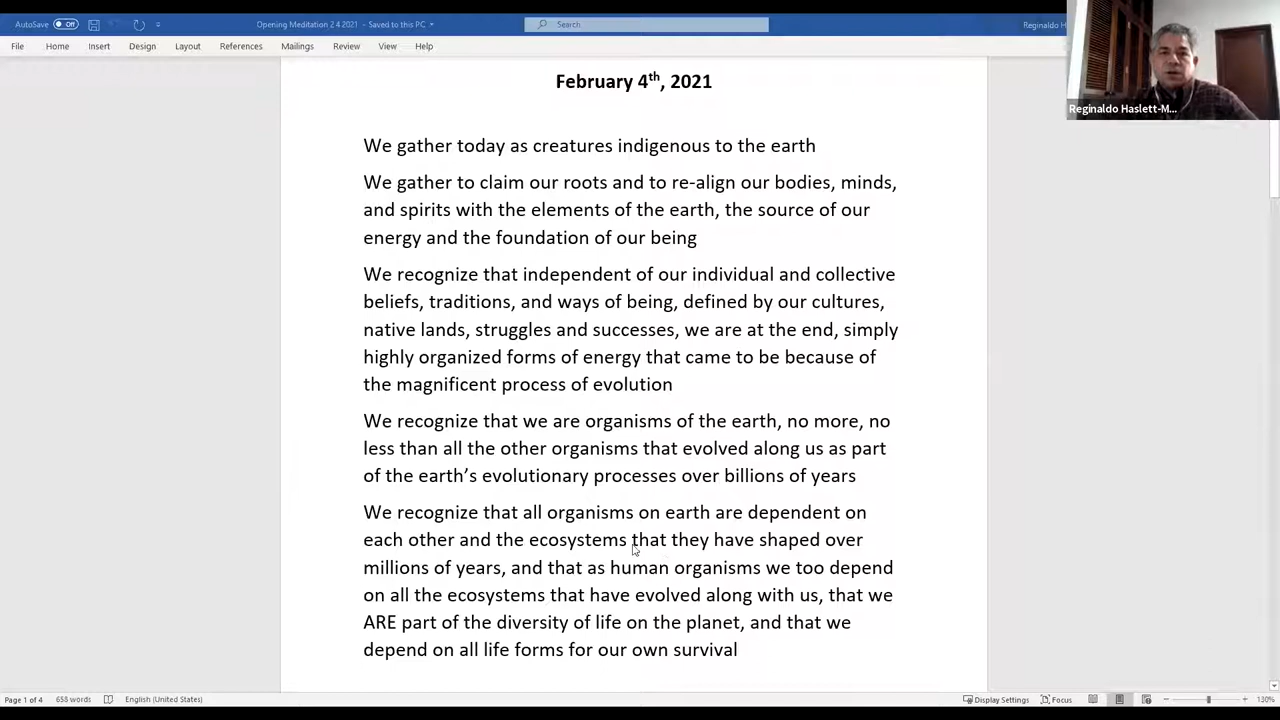 AutoSave Off Opening Meditation 2 4 2021 - Saved to this PC Search Reginaldo H
File Home Insert Design Layout References Mailings Review View Help
Reginaldo Haslett-M...
February 4th, 2021
We gather today as creatures indigenous to the earth
We gather to claim our roots and to re-align our bodies, minds,
and spirits with the elements of the earth, the source of our
energy and the foundation of our being
We recognize that independent of our individual and collective
beliefs, traditions, and ways of being, defined by our cultures,
native lands, struggles and successes, we are at the end, simply
highly organized forms of energy that came to be because of
the magnificent process of evolution
We recognize that we are organisms of the earth, no more, no
less than all the other organisms that evolved along us as part
of the earth's evolutionary processes over billions of years
We recognize that all organisms on earth are dependent on
each other and the ecosystems that they have shaped over
millions of years, and that as human organisms we too depend
on all the ecosystems that have evolved along with us, that we
ARE part of the diversity of life on the planet, and that we
depend on all life forms for our own survival
Page 1 of 4 658 words English (United States) Display Settings Focus 130%